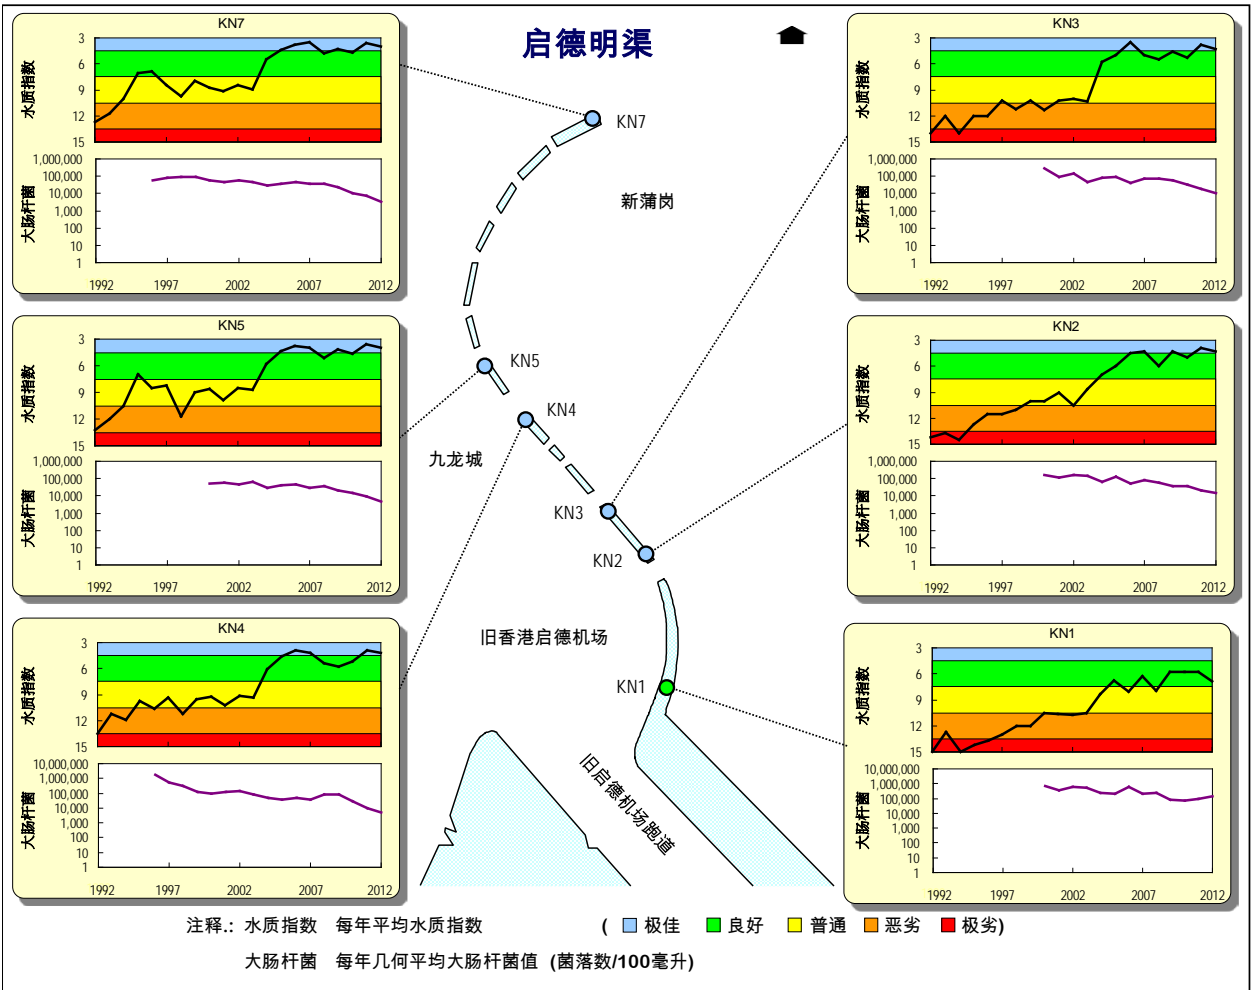 启德明渠
KN7
水质指数
3
6
9
12
15
大肠杆菌
1,000,000
100,000
10,000
1,000
100
10
1
1992 1997 2002 2007 2012
KN5
水质指数
3
6
9
12
15
大肠杆菌
1,000,000
100,000
10,000
1,000
100
10
1
1992 1997 2002 2007 2012
KN4
水质指数
3
6
9
12
15
大肠杆菌
10,000,000
1,000,000
100,000
10,000
1,000
100
10
1
1992 1997 2002 2007 2012
KN7
新蒲岗
KN5
KN4
九龙城
KN3
KN2
旧香港启德机场
KN1
旧启德机场跑道
KN3
水质指数
3
6
9
12
15
大肠杆菌
1,000,000
100,000
10,000
1,000
100
10
1
1992 1997 2002 2007 2012
KN2
水质指数
3
6
9
12
15
大肠杆菌
1,000,000
100,000
10,000
1,000
100
10
1
1992 1997 2002 2007 2012
KN1
水质指数
3
6
9
12
15
大肠杆菌
10,000,000
1,000,000
100,000
10,000
1,000
100
10
1
1992 1997 2002 2007 2012
注释.: 水质指数 每年平均水质指数 ( 极佳 良好 普通 恶劣 极劣)
大肠杆菌 每年几何平均大肠杆菌值 (菌落数/100毫升)